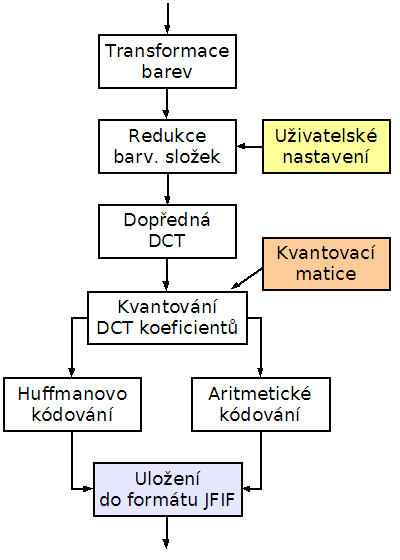 Transformace
barev
Redukce
barv. složek
Uživatelské
nastavení
Dopředná
DCT
Kvantovací
matice
Kvantování
DCT koeficientů
Huffmanovo
kódování
Aritmetické
kódování
Uložení
do formátu JFIF